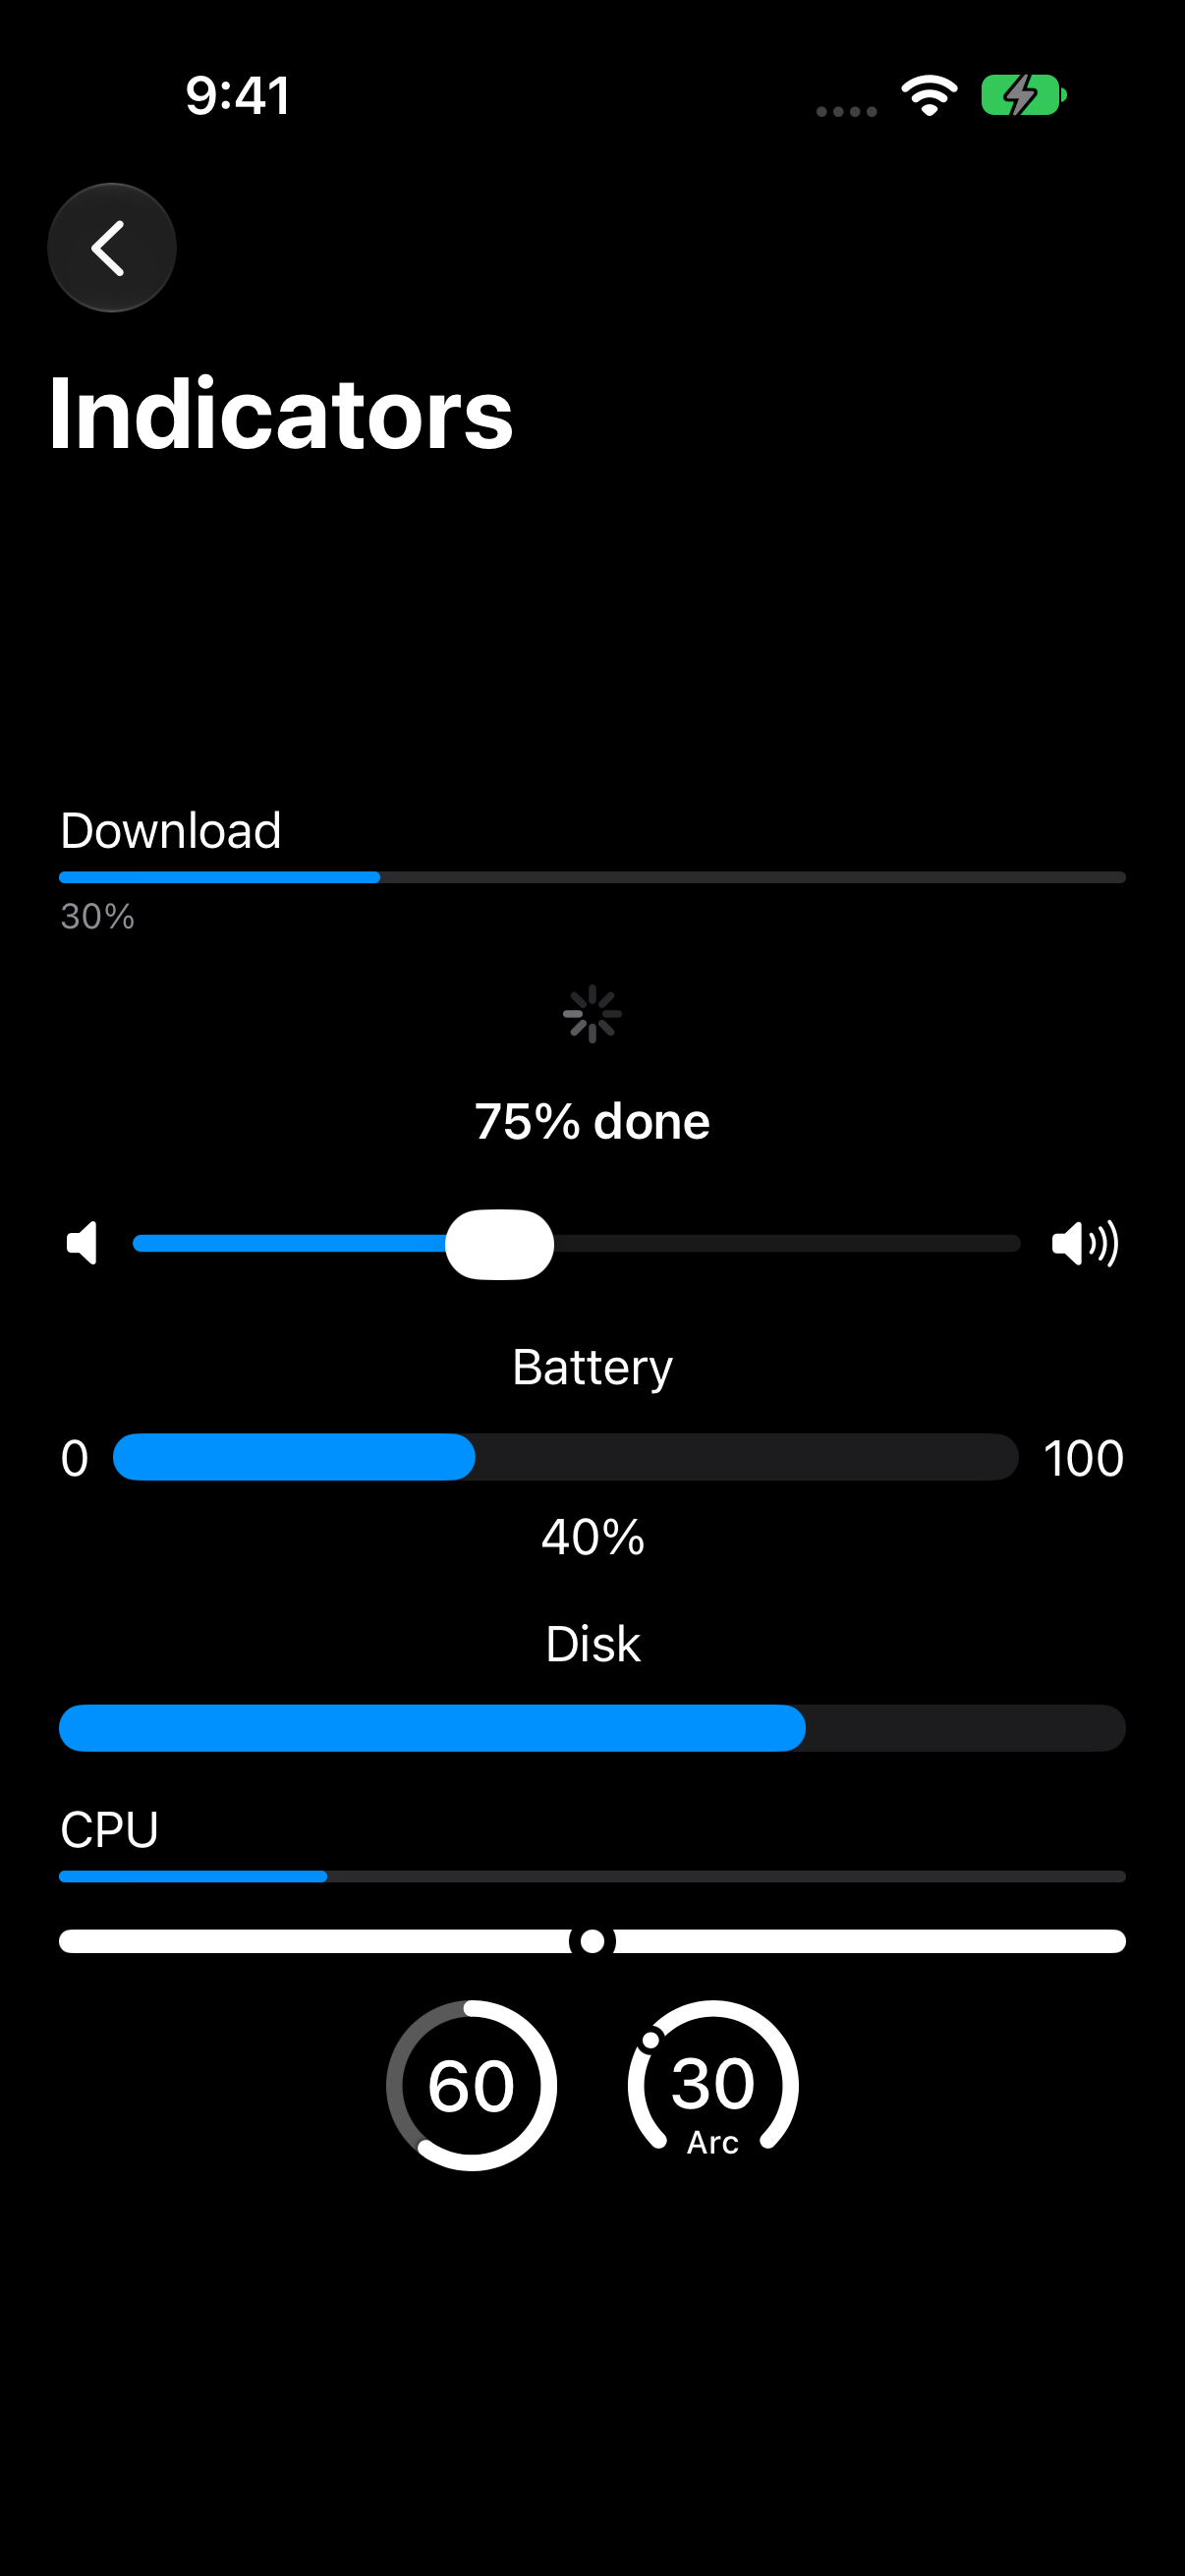 9:41
Indicators
Download
30%
75% done
Battery
0 100
40%
Disk
CPU
60 30
Arc